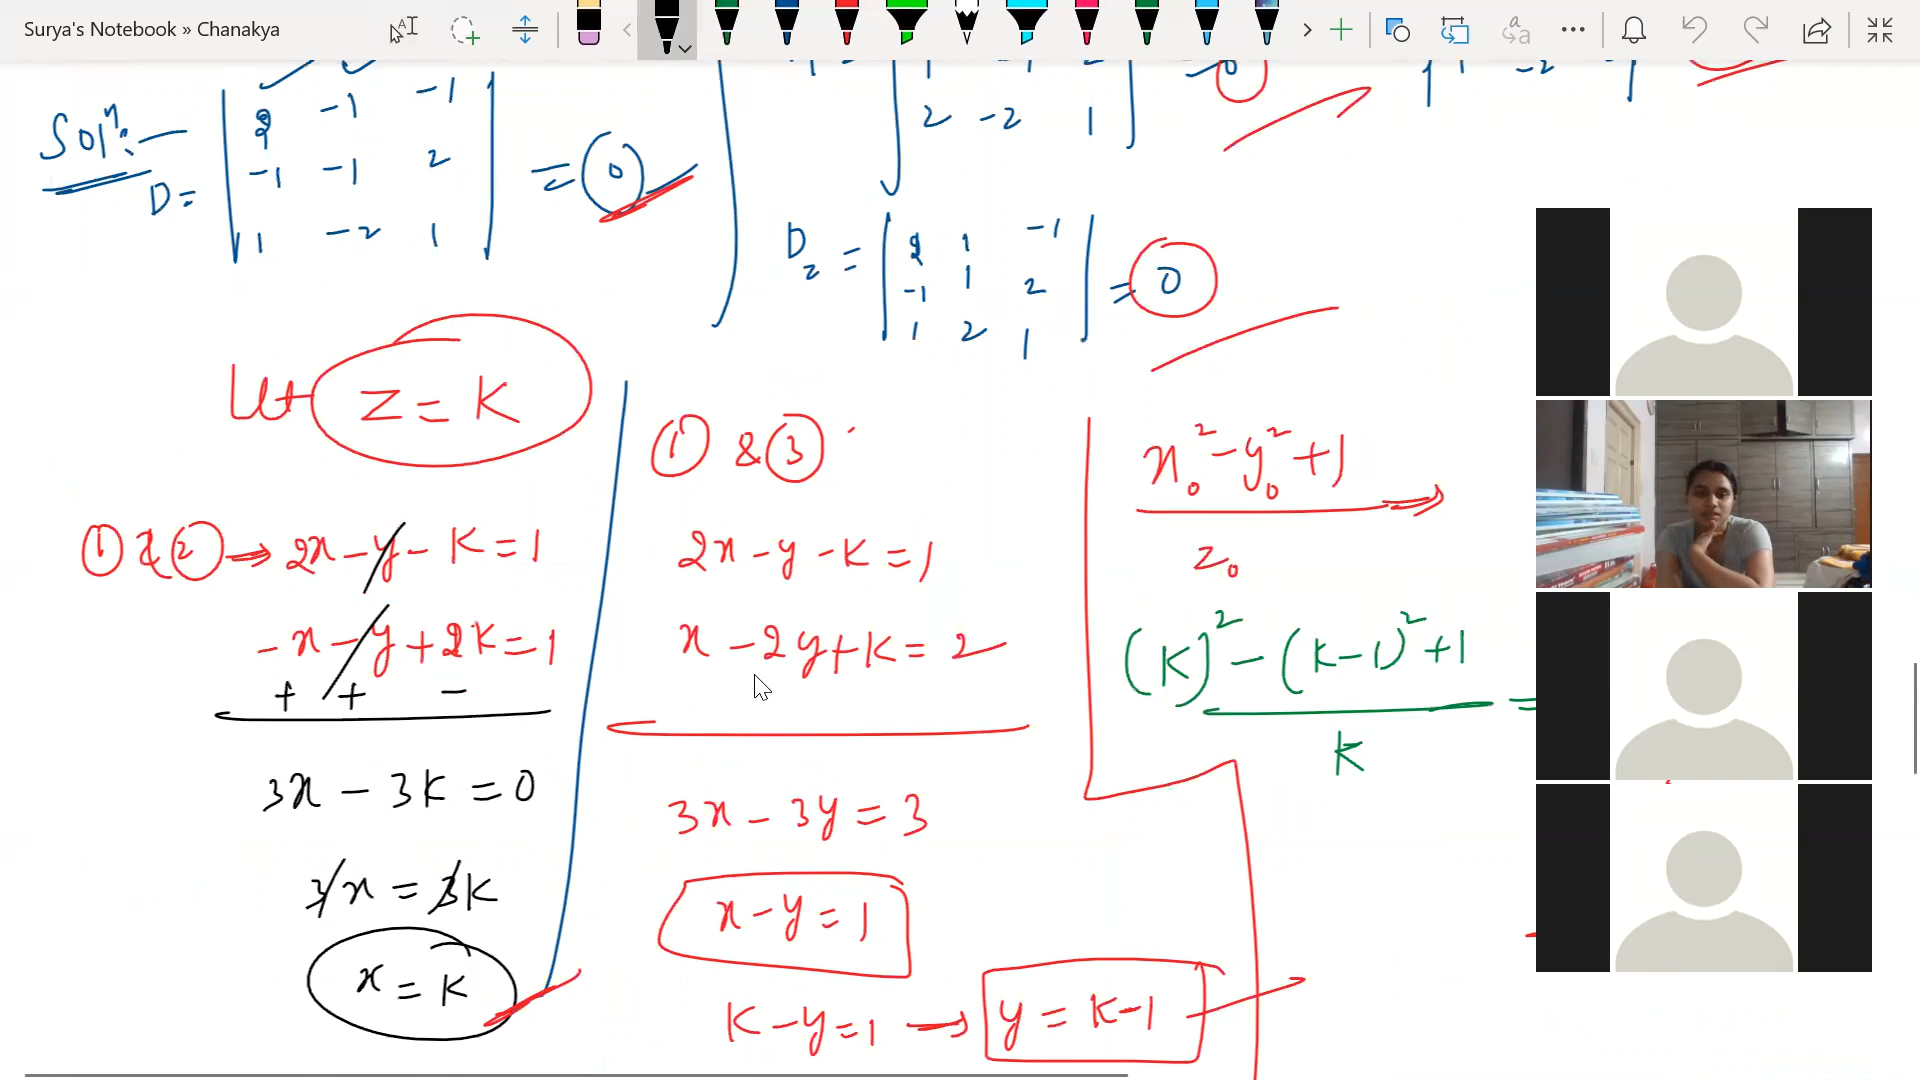 Surya's Notebook » Chanakya
Solⁿ:—
D = | 2 -1 -1 |
| -1 -1 2 | = 0
| 1 -2 1 |
2 -2 1
= 0
D₂ = | 2 1 -1 |
| -1 1 2 | = 0
| 1 2 1 |
Let z = K
① & ② → 2x - y - K = 1
-x - y + 2K = 1
+ + -
3x - 3K = 0
3x = 3K
x = K
① & ③
2x - y - K = 1
x - 2y + K = 2
3x - 3y = 3
x - y = 1
K - y = 1 → y = K-1
x₀² - y₀² + 1 →
z₀
(K)² - (K-1)² + 1 =
K